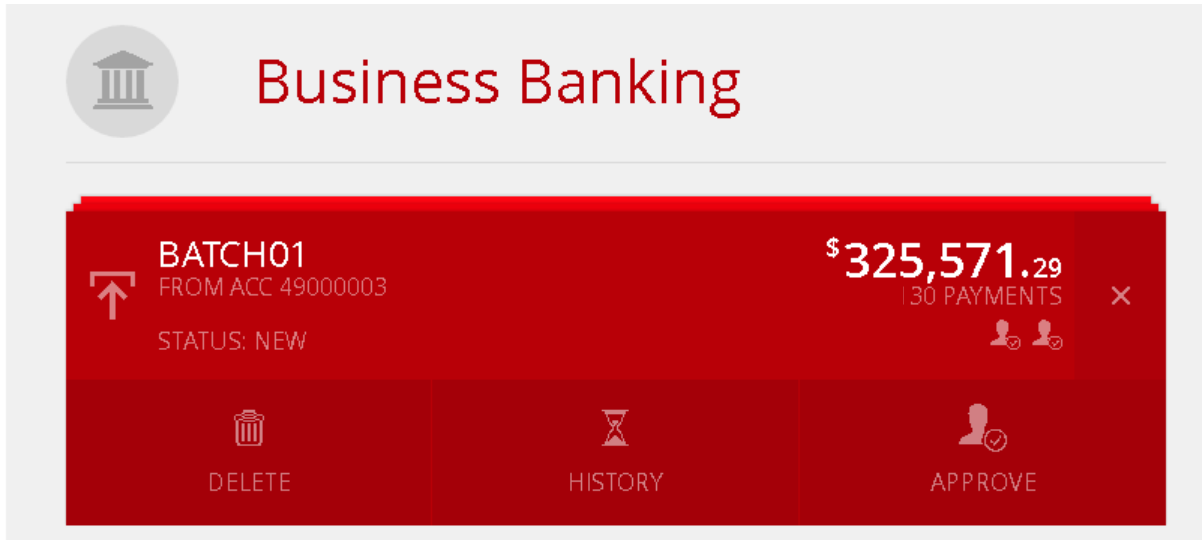 Business Banking
BATCH01
FROM ACC 49000003
STATUS: NEW
$325,571.29
30 PAYMENTS
DELETE
HISTORY
APPROVE